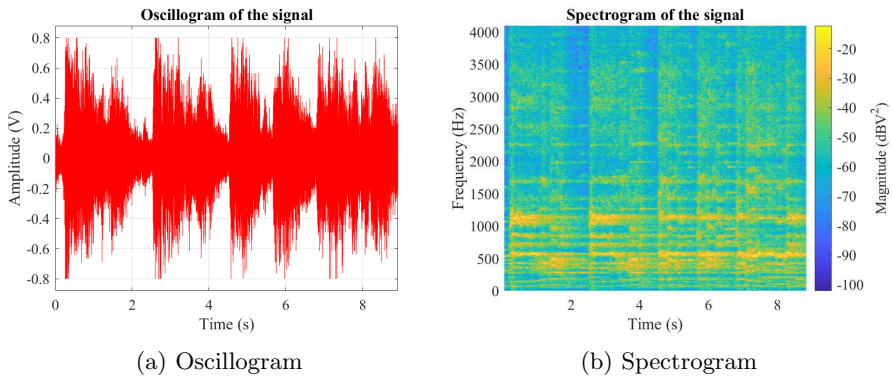 Oscillogram of the signal
0.8
0.6
0.4
0.2
0
-0.2
-0.4
-0.6
-0.8
Amplitude (V)
0 2 4 6 8
Time (s)
(a) Oscillogram
Spectrogram of the signal
4000
3500
3000
2500
2000
1500
1000
500
0
Frequency (Hz)
2 4 6 8
Time (s)
-20
-30
-40
-50
-60
-70
-80
-90
-100
Magnitude (dBV²)
(b) Spectrogram